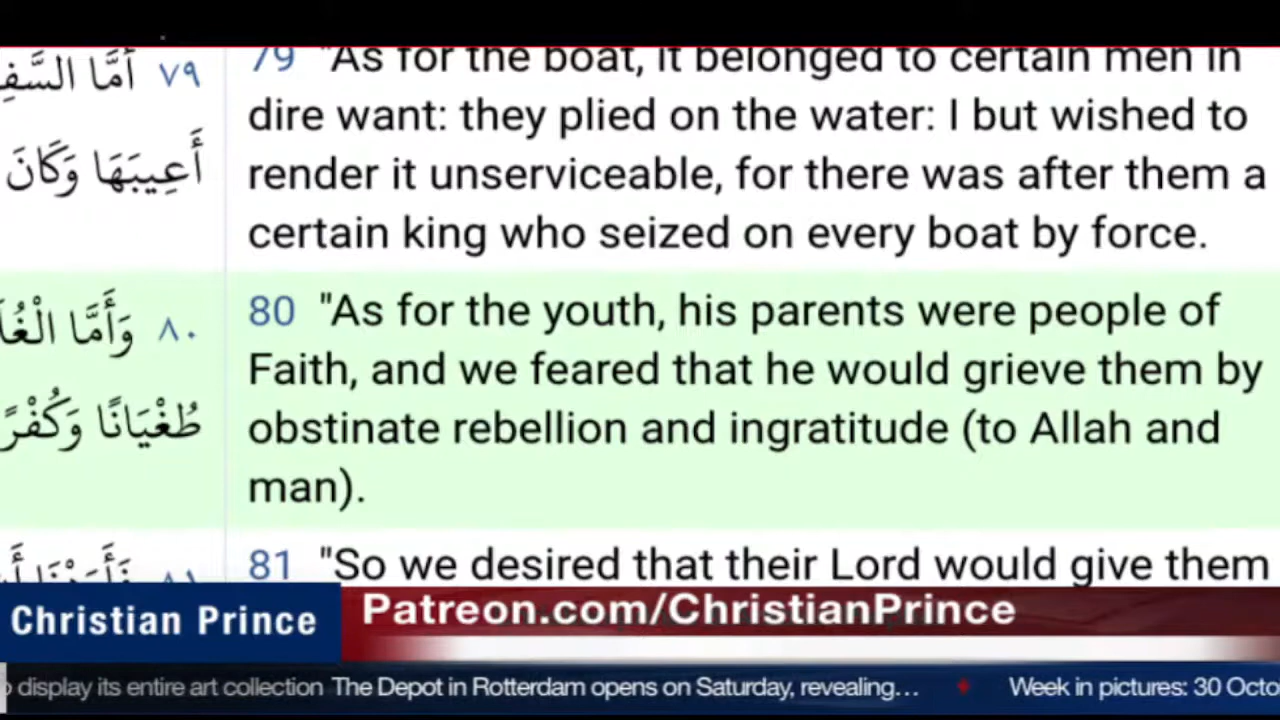 ٧٩ أَمَّا السَّفِ
79 "As for the boat, it belonged to certain men in
dire want: they plied on the water: I but wished to
أَعِيبَهَا وَكَانَ
render it unserviceable, for there was after them a
certain king who seized on every boat by force.
٨٠ وَأَمَّا الْغُلَ
80 "As for the youth, his parents were people of
Faith, and we feared that he would grieve them by
طُغْيَانًا وَكُفْرً
obstinate rebellion and ingratitude (to Allah and
man).
٨١
81 "So we desired that their Lord would give them
Christian Prince
Patreon.com/ChristianPrince
display its entire art collection The Depot in Rotterdam opens on Saturday, revealing... Week in pictures: 30 Octo